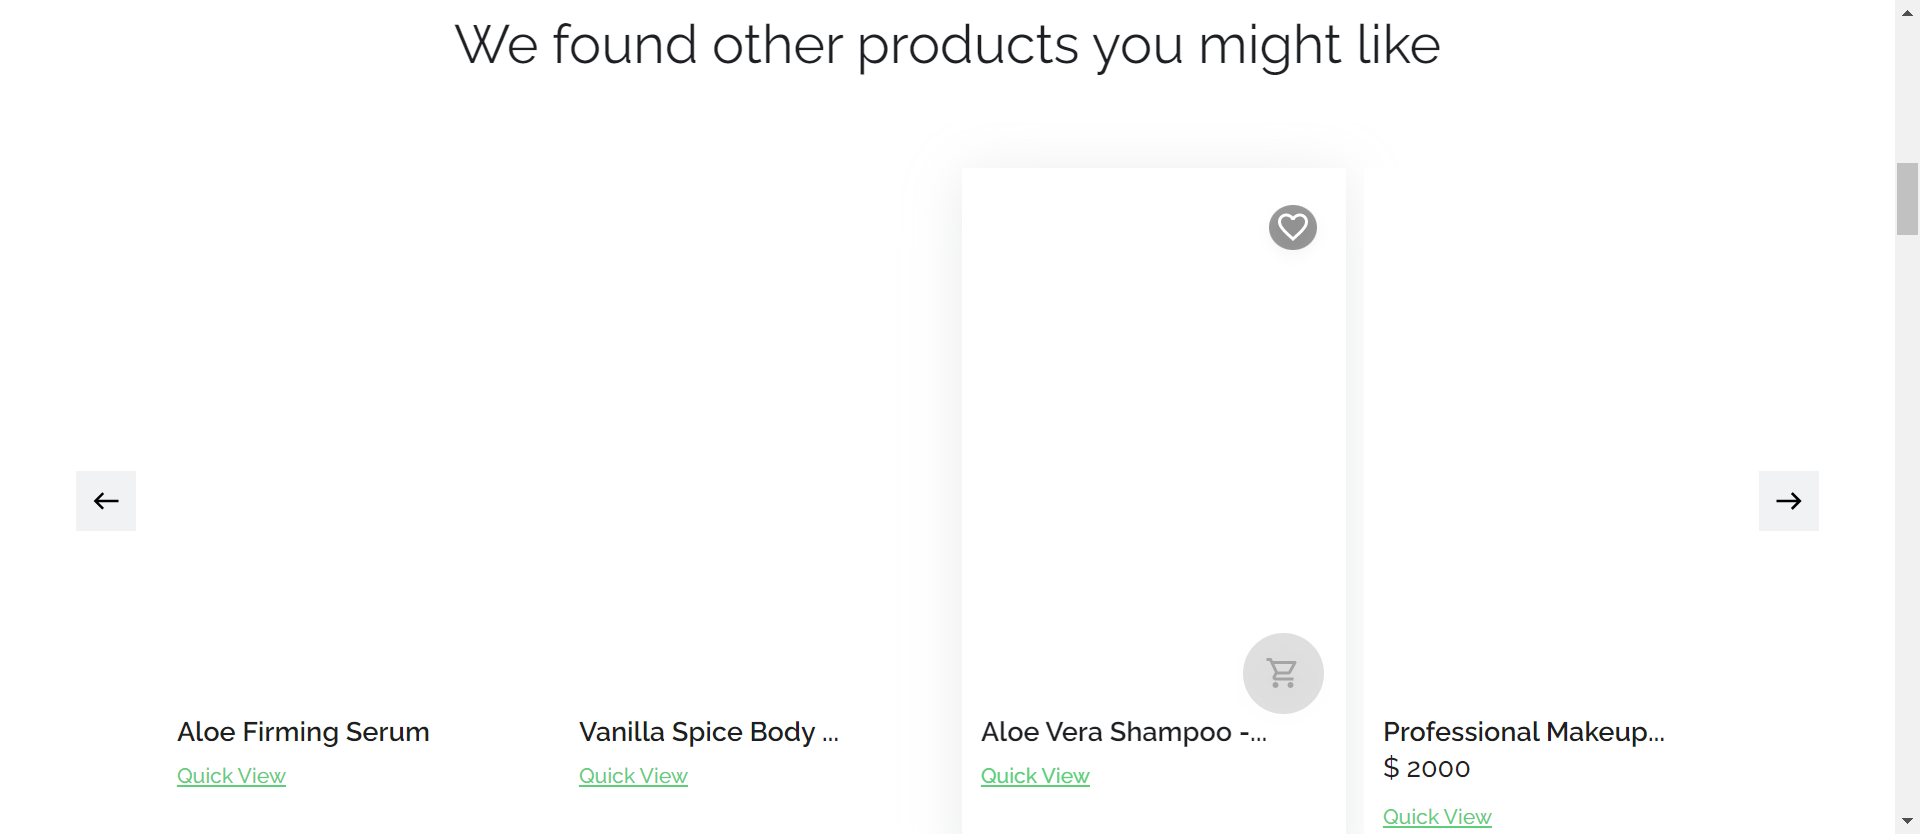 We found other products you might like
Aloe Firming Serum
Quick View
Vanilla Spice Body ...
Quick View
Aloe Vera Shampoo -...
Quick View
Professional Makeup...
$ 2000
Quick View